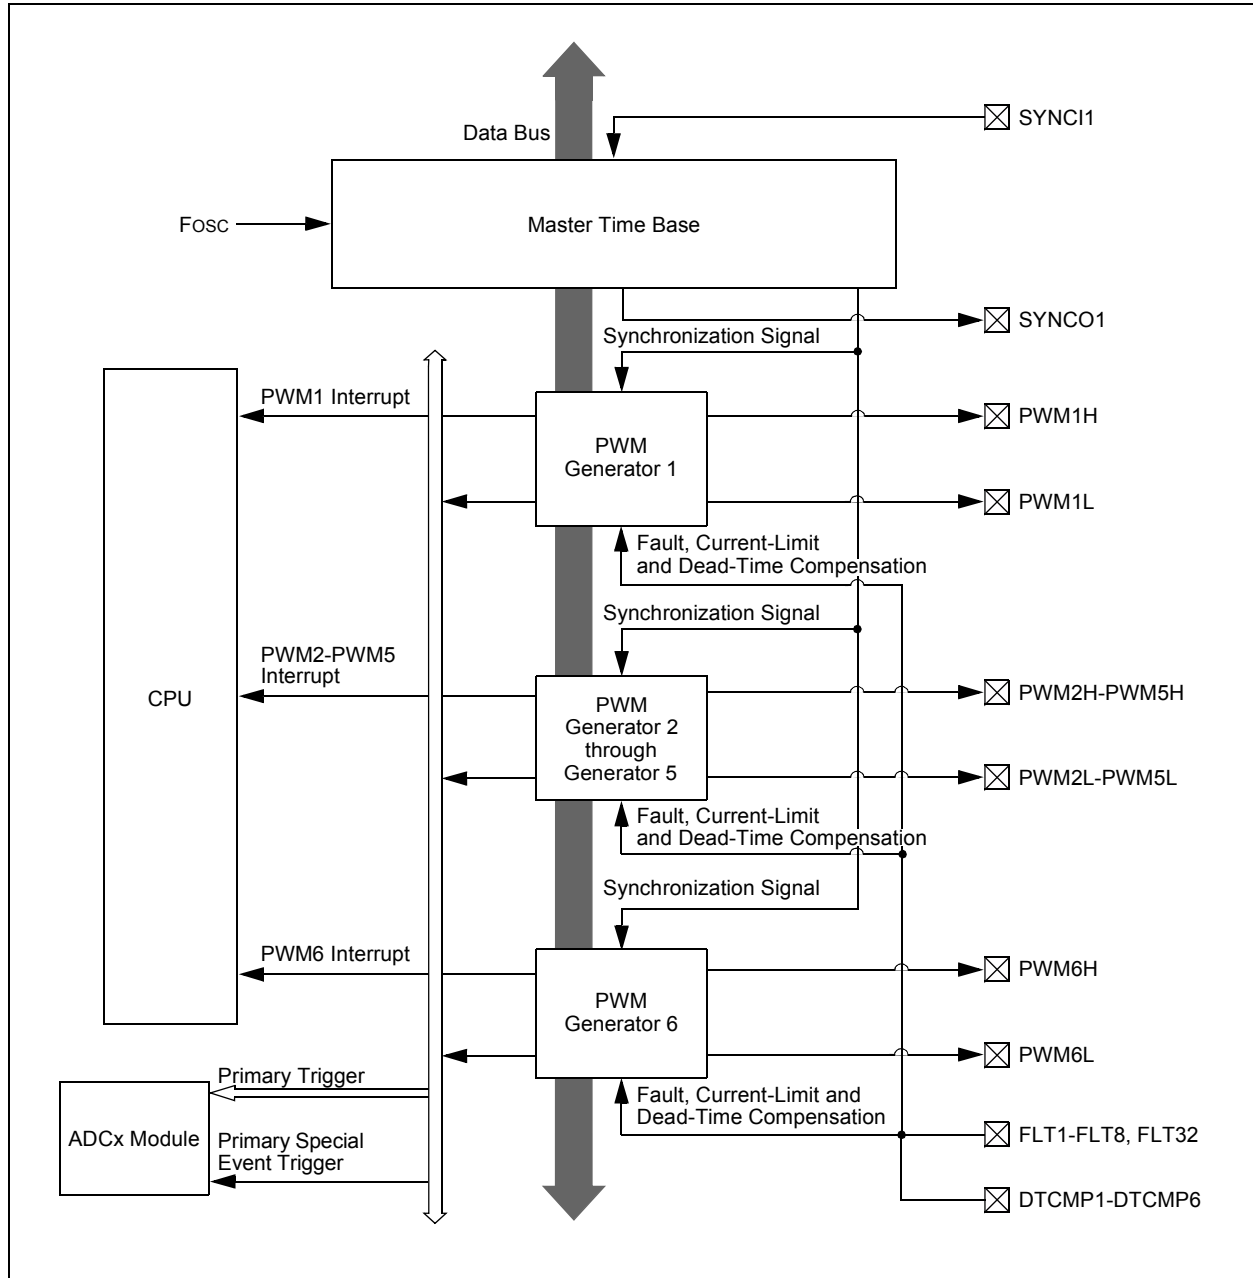 SYNCI1
Data Bus
Fosc
Master Time Base
SYNCO1
Synchronization Signal
PWM1 Interrupt
PWM
Generator 1
PWM1H
PWM1L
Fault, Current-Limit
and Dead-Time Compensation
Synchronization Signal
PWM2-PWM5
Interrupt
CPU
PWM
Generator 2
through
Generator 5
PWM2H-PWM5H
PWM2L-PWM5L
Fault, Current-Limit
and Dead-Time Compensation
Synchronization Signal
PWM6 Interrupt
PWM
Generator 6
PWM6H
PWM6L
Primary Trigger
Fault, Current-Limit and
Dead-Time Compensation
ADCx Module
Primary Special
Event Trigger
FLT1-FLT8, FLT32
DTCMP1-DTCMP6